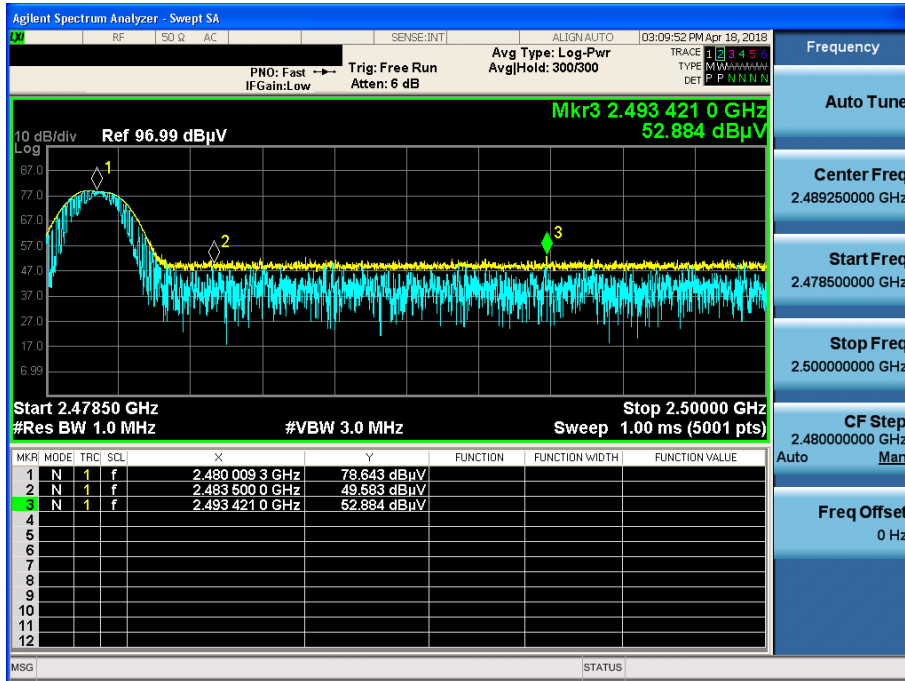 Agilent Spectrum Analyzer - Swept SA
LXI RF 50 Ω AC SENSE:INT ALIGN AUTO 03:09:52 PM Apr 18, 2018
PNO: Fast Trig: Free Run Avg Type: Log-Pwr TRACE 1 2 3 4 5 6
IFGain:Low Atten: 6 dB Avg|Hold: 300/300 TYPE M W
DET P P N N N N
Mkr3 2.493 421 0 GHz
52.884 dBµV
10 dB/div Ref 96.99 dBµV
Log
87.0
77.0
67.0
57.0
47.0
37.0
27.0
17.0
6.99
1
2
3
Start 2.47850 GHz Stop 2.50000 GHz
#Res BW 1.0 MHz #VBW 3.0 MHz Sweep 1.00 ms (5001 pts)
MKR MODE TRC SCL X Y FUNCTION FUNCTION WIDTH FUNCTION VALUE
1 N 1 f 2.480 009 3 GHz 78.643 dBµV
2 N 1 f 2.483 500 0 GHz 49.583 dBµV
3 N 1 f 2.493 421 0 GHz 52.884 dBµV
4
5
6
7
8
9
10
11
12
MSG STATUS
Frequency
Auto Tune
Center Freq
2.489250000 GHz
Start Freq
2.478500000 GHz
Stop Freq
2.500000000 GHz
CF Step
2.480000000 GHz
Auto Man
Freq Offset
0 Hz